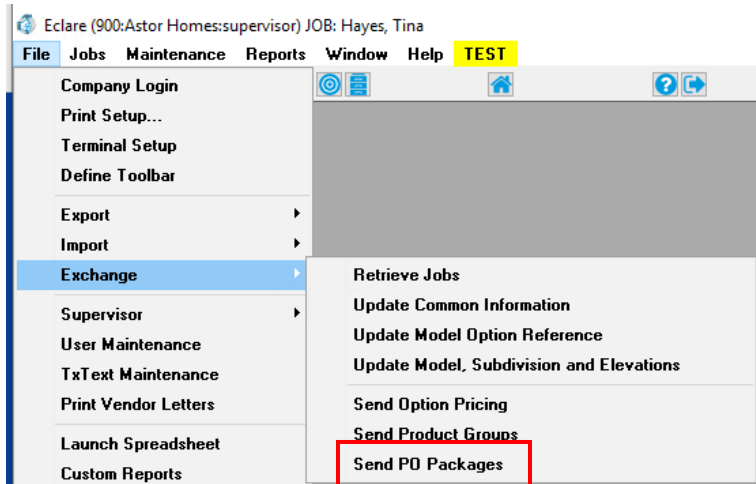 Eclare (900:Astor Homes:supervisor) JOB: Hayes, Tina
File Jobs Maintenance Reports Window Help TEST
Company Login
Print Setup...
Terminal Setup
Define Toolbar
Export
Import
Exchange
Supervisor
User Maintenance
TxText Maintenance
Print Vendor Letters
Launch Spreadsheet
Custom Reports
Retrieve Jobs
Update Common Information
Update Model Option Reference
Update Model, Subdivision and Elevations
Send Option Pricing
Send Product Groups
Send PO Packages